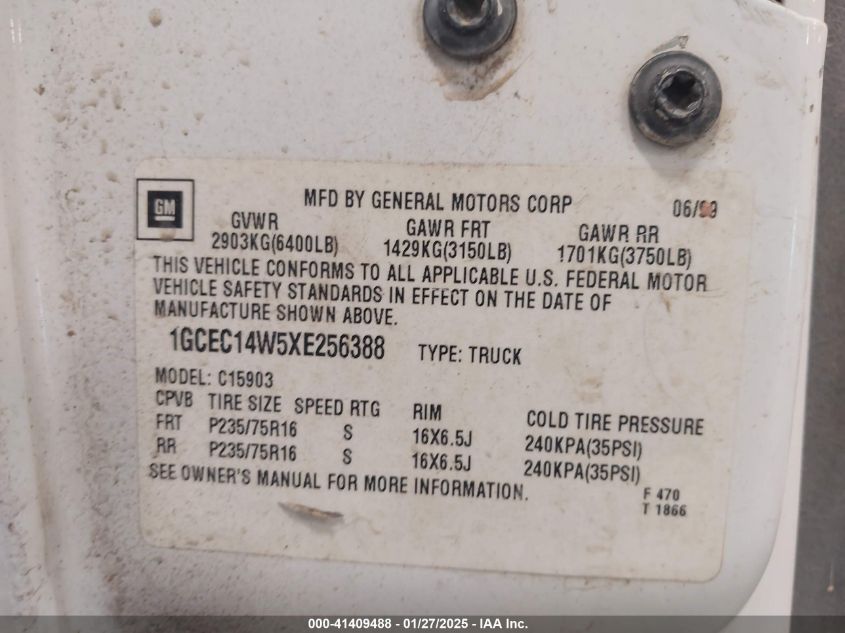 GM
MFD BY GENERAL MOTORS CORP 06/99
GVWR GAWR FRT GAWR RR
2903KG(6400LB) 1429KG(3150LB) 1701KG(3750LB)
THIS VEHICLE CONFORMS TO ALL APPLICABLE U.S. FEDERAL MOTOR
VEHICLE SAFETY STANDARDS IN EFFECT ON THE DATE OF
MANUFACTURE SHOWN ABOVE.
1GCEC14W5XE256388 TYPE: TRUCK
MODEL: C15903
CPVB TIRE SIZE SPEED RTG RIM COLD TIRE PRESSURE
FRT P235/75R16 S 16X6.5J 240KPA(35PSI)
RR P235/75R16 S 16X6.5J 240KPA(35PSI)
SEE OWNER'S MANUAL FOR MORE INFORMATION.
F 470
T 1866
000-41409488 - 01/27/2025 - IAA Inc.